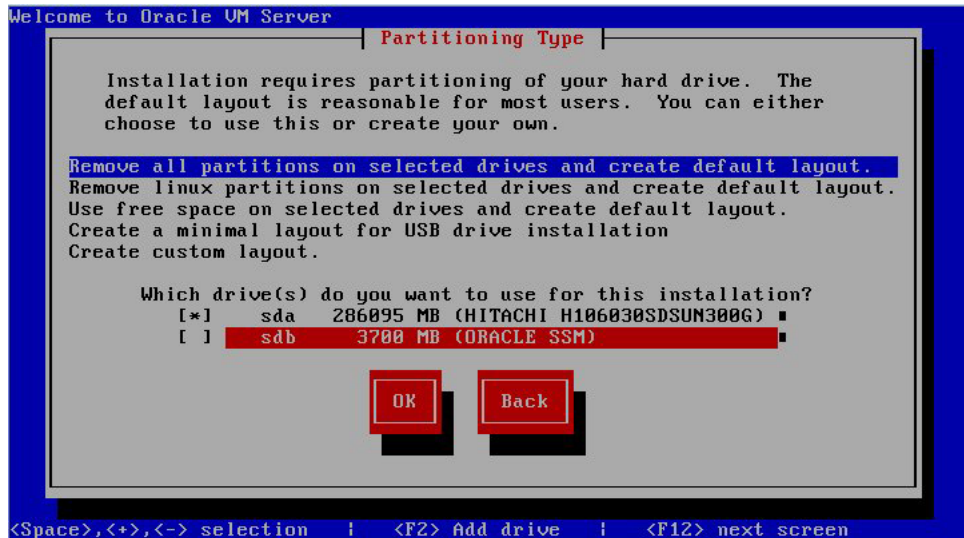 Welcome to Oracle VM Server
Partitioning Type
Installation requires partitioning of your hard drive. The
default layout is reasonable for most users. You can either
choose to use this or create your own.
Remove all partitions on selected drives and create default layout.
Remove linux partitions on selected drives and create default layout.
Use free space on selected drives and create default layout.
Create a minimal layout for USB drive installation
Create custom layout.
Which drive(s) do you want to use for this installation?
[*] sda 286095 MB (HITACHI H106030SDSUN300G)
[ ] sdb 3700 MB (ORACLE SSM)
OK Back
<Space>,<+>,<-> selection | <F2> Add drive | <F12> next screen